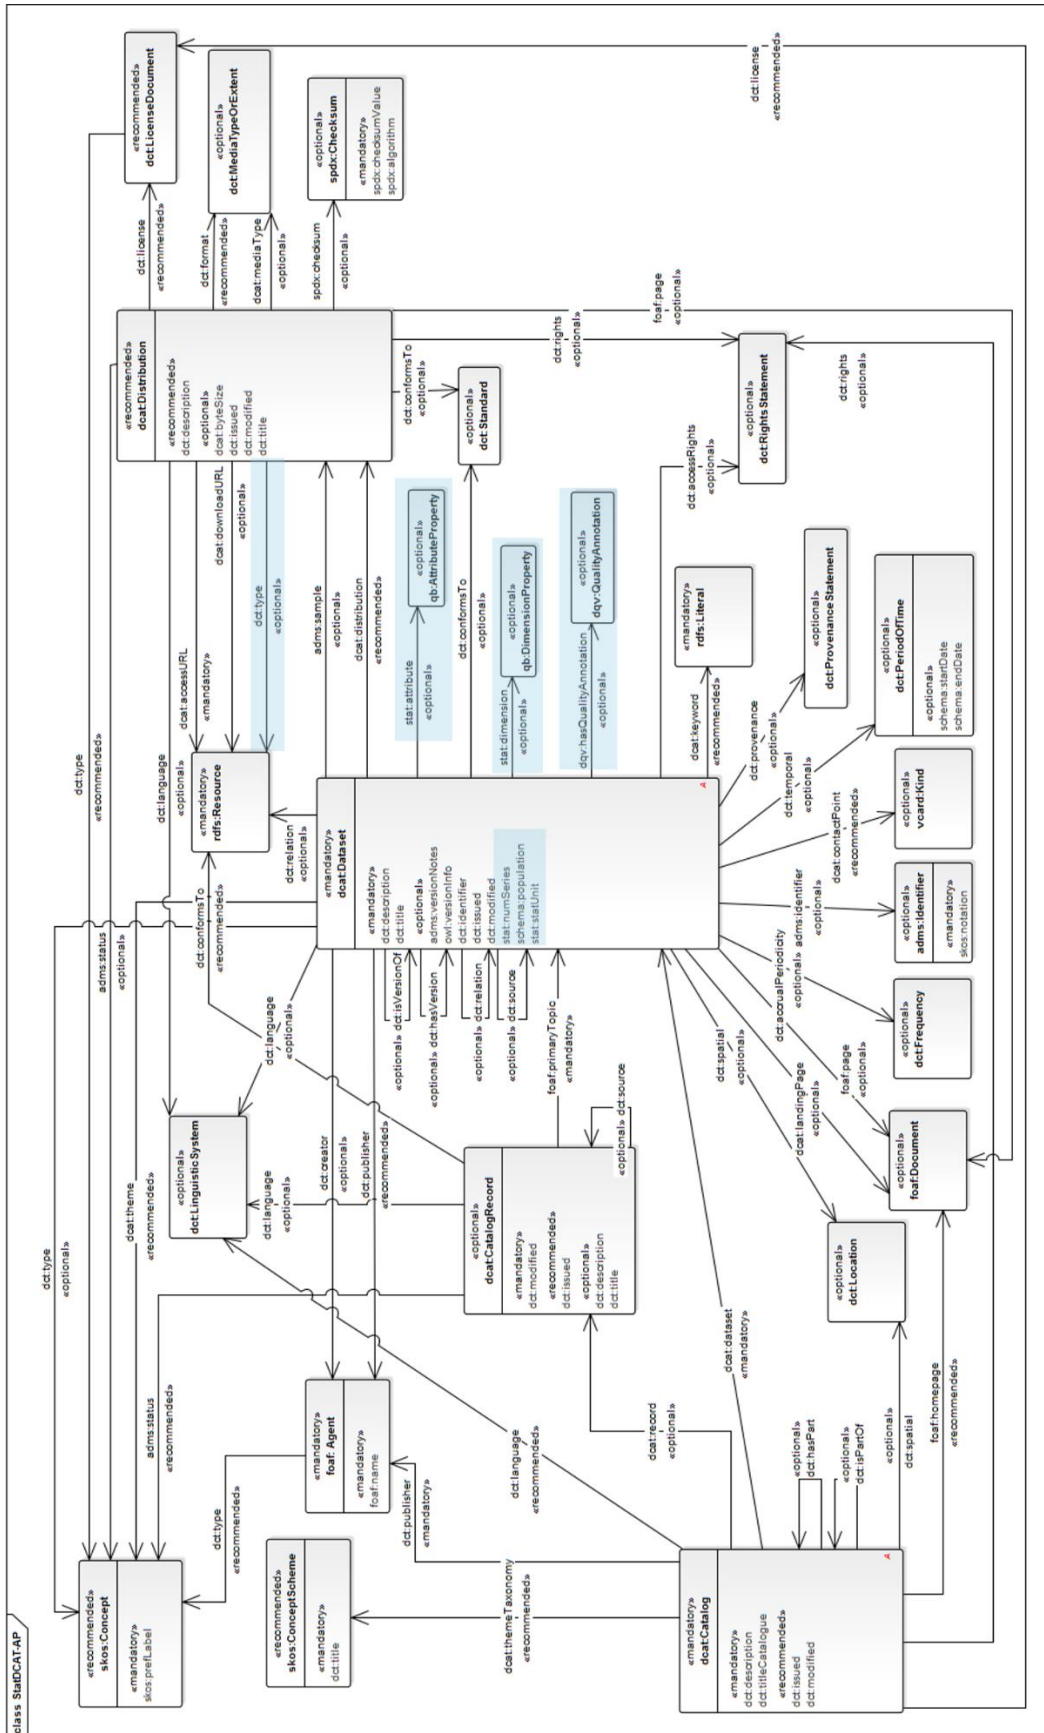 class StatDCAT-AP
«recommended»
skos:Concept
«mandatory»
skos:prefLabel
«recommended»
skos:ConceptScheme
«mandatory»
dct:title
«mandatory»
dcat:Catalog
«mandatory»
dct:description
dct:titleCatalogue
«recommended»
dct:issued
dct:modified
A
«mandatory»
foaf: Agent
«mandatory»
foaf:name
dct:type
«recommended»
dcat:themeTaxonomy
«recommended»
dct:publisher
«mandatory»
dct:language
«recommended»
dcat:record
«optional»
dcat:dataset
«mandatory»
«optional»
dct:hasPart
«optional»
dct:isPartOf
«optional»
dct:spatial
foaf:homepage
«recommended»
dct:type
«optional»
dcat:theme
«recommended»
adms:status
«recommended»
«optional»
dct:LinguisticSystem
dct:language
«optional»
dct:creator
«optional»
dct:publisher
«recommended»
«optional»
dcat:CatalogRecord
«mandatory»
dct:modified
«recommended»
dct:issued
«optional»
dct:description
dct:title
«optional» dct:source
foaf:primaryTopic
«mandatory»
«optional»
dct:Location
«optional»
foaf:Document
«optional»
dct:Frequency
«optional»
adms:Identifier
«mandatory»
skos:notation
«optional»
vcard:Kind
«optional»
dct:PeriodOfTime
«optional»
schema:startDate
schema:endDate
«optional»
dct:ProvenanceStatement
«mandatory»
rdfs:Literal
dct:spatial
«optional»
dcat:landingPage
«optional»
foaf:page
«optional»
dct:accrualPeriodicity
«optional»
adms:identifier
«optional»
dcat:contactPoint
«recommended»
dct:temporal
«optional»
dct:provenance
«optional»
dcat:keyword
«recommended»
adms:status
«optional»
dct:type
«recommended»
dct:language
«optional»
dct:conformsTo
«recommended»
dct:language
«optional»
«mandatory»
rdfs:Resource
dct:relation
«optional»
«mandatory»
dcat:Dataset
«mandatory»
dct:description
dct:title
«optional»
adms:versionNotes
owl:versionInfo
dct:identifier
dct:issued
dct:modified
stat:numSeries
schema:population
stat:statUnit
A
«optional» dct:isVersionOf
«optional» dct:hasVersion
«optional» dct:relation
«optional» dct:source
dcat:accessURL
«mandatory»
dcat:downloadURL
«optional»
dct:type
«optional»
adms:sample
«optional»
dcat:distribution
«recommended»
stat:attribute
«optional»
«optional»
qb:AttributeProperty
dct:conformsTo
«optional»
stat:dimension
«optional»
«optional»
qb:DimensionProperty
dqv:hasQualityAnnotation
«optional»
«optional»
dqv:QualityAnnotation
dct:accessRights
«optional»
«recommended»
dcat:Distribution
«recommended»
dct:description
«optional»
dcat:byteSize
dct:issued
dct:modified
dct:title
dct:conformsTo
«optional»
«optional»
dct:Standard
dct:rights
«optional»
foaf:page
«optional»
«optional»
dct:RightsStatement
dct:rights
«optional»
dct:license
«recommended»
dct:format
«recommended»
dcat:mediaType
«optional»
spdx:checksum
«optional»
«recommended»
dct:LicenseDocument
«optional»
dct:MediaTypeOrExtent
«optional»
spdx:Checksum
«mandatory»
spdx:checksumValue
spdx:algorithm
dct:license
«recommended»